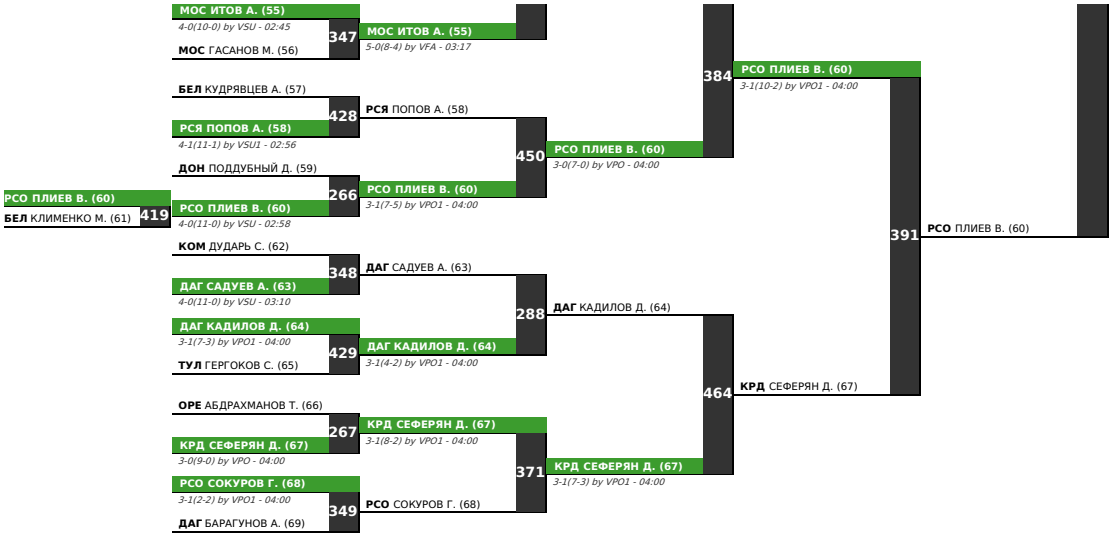 МОС ИТОВ А. (55)
4-0(10-0) by VSU - 02:45
347
МОС ГАСАНОВ М. (56)
МОС ИТОВ А. (55)
5-0(8-4) by VFA - 03:17
БЕЛ КУДРЯВЦЕВ А. (57)
428
РСЯ ПОПОВ А. (58)
4-1(11-1) by VSU1 - 02:56
РСЯ ПОПОВ А. (58)
ДОН ПОДДУБНЫЙ Д. (59)
266
РСО ПЛИЕВ В. (60)
4-0(11-0) by VSU - 02:58
РСО ПЛИЕВ В. (60)
3-1(7-5) by VPO1 - 04:00
РСО ПЛИЕВ В. (60)
БЕЛ КЛИМЕНКО М. (61)
419
450
РСО ПЛИЕВ В. (60)
3-0(7-0) by VPO - 04:00
384
РСО ПЛИЕВ В. (60)
3-1(10-2) by VPO1 - 04:00
КОМ ДУДАРЬ С. (62)
348
ДАГ САДУЕВ А. (63)
4-0(11-0) by VSU - 03:10
ДАГ САДУЕВ А. (63)
ДАГ КАДИЛОВ Д. (64)
3-1(7-3) by VPO1 - 04:00
429
ТУЛ ГЕРГОКОВ С. (65)
ДАГ КАДИЛОВ Д. (64)
3-1(4-2) by VPO1 - 04:00
288
ДАГ КАДИЛОВ Д. (64)
391
РСО ПЛИЕВ В. (60)
ОРЕ АБДРАХМАНОВ Т. (66)
267
КРД СЕФЕРЯН Д. (67)
3-0(9-0) by VPO - 04:00
КРД СЕФЕРЯН Д. (67)
3-1(8-2) by VPO1 - 04:00
РСО СОКУРОВ Г. (68)
3-1(2-2) by VPO1 - 04:00
349
ДАГ БАРАГУНОВ А. (69)
РСО СОКУРОВ Г. (68)
371
КРД СЕФЕРЯН Д. (67)
3-1(7-3) by VPO1 - 04:00
464
КРД СЕФЕРЯН Д. (67)